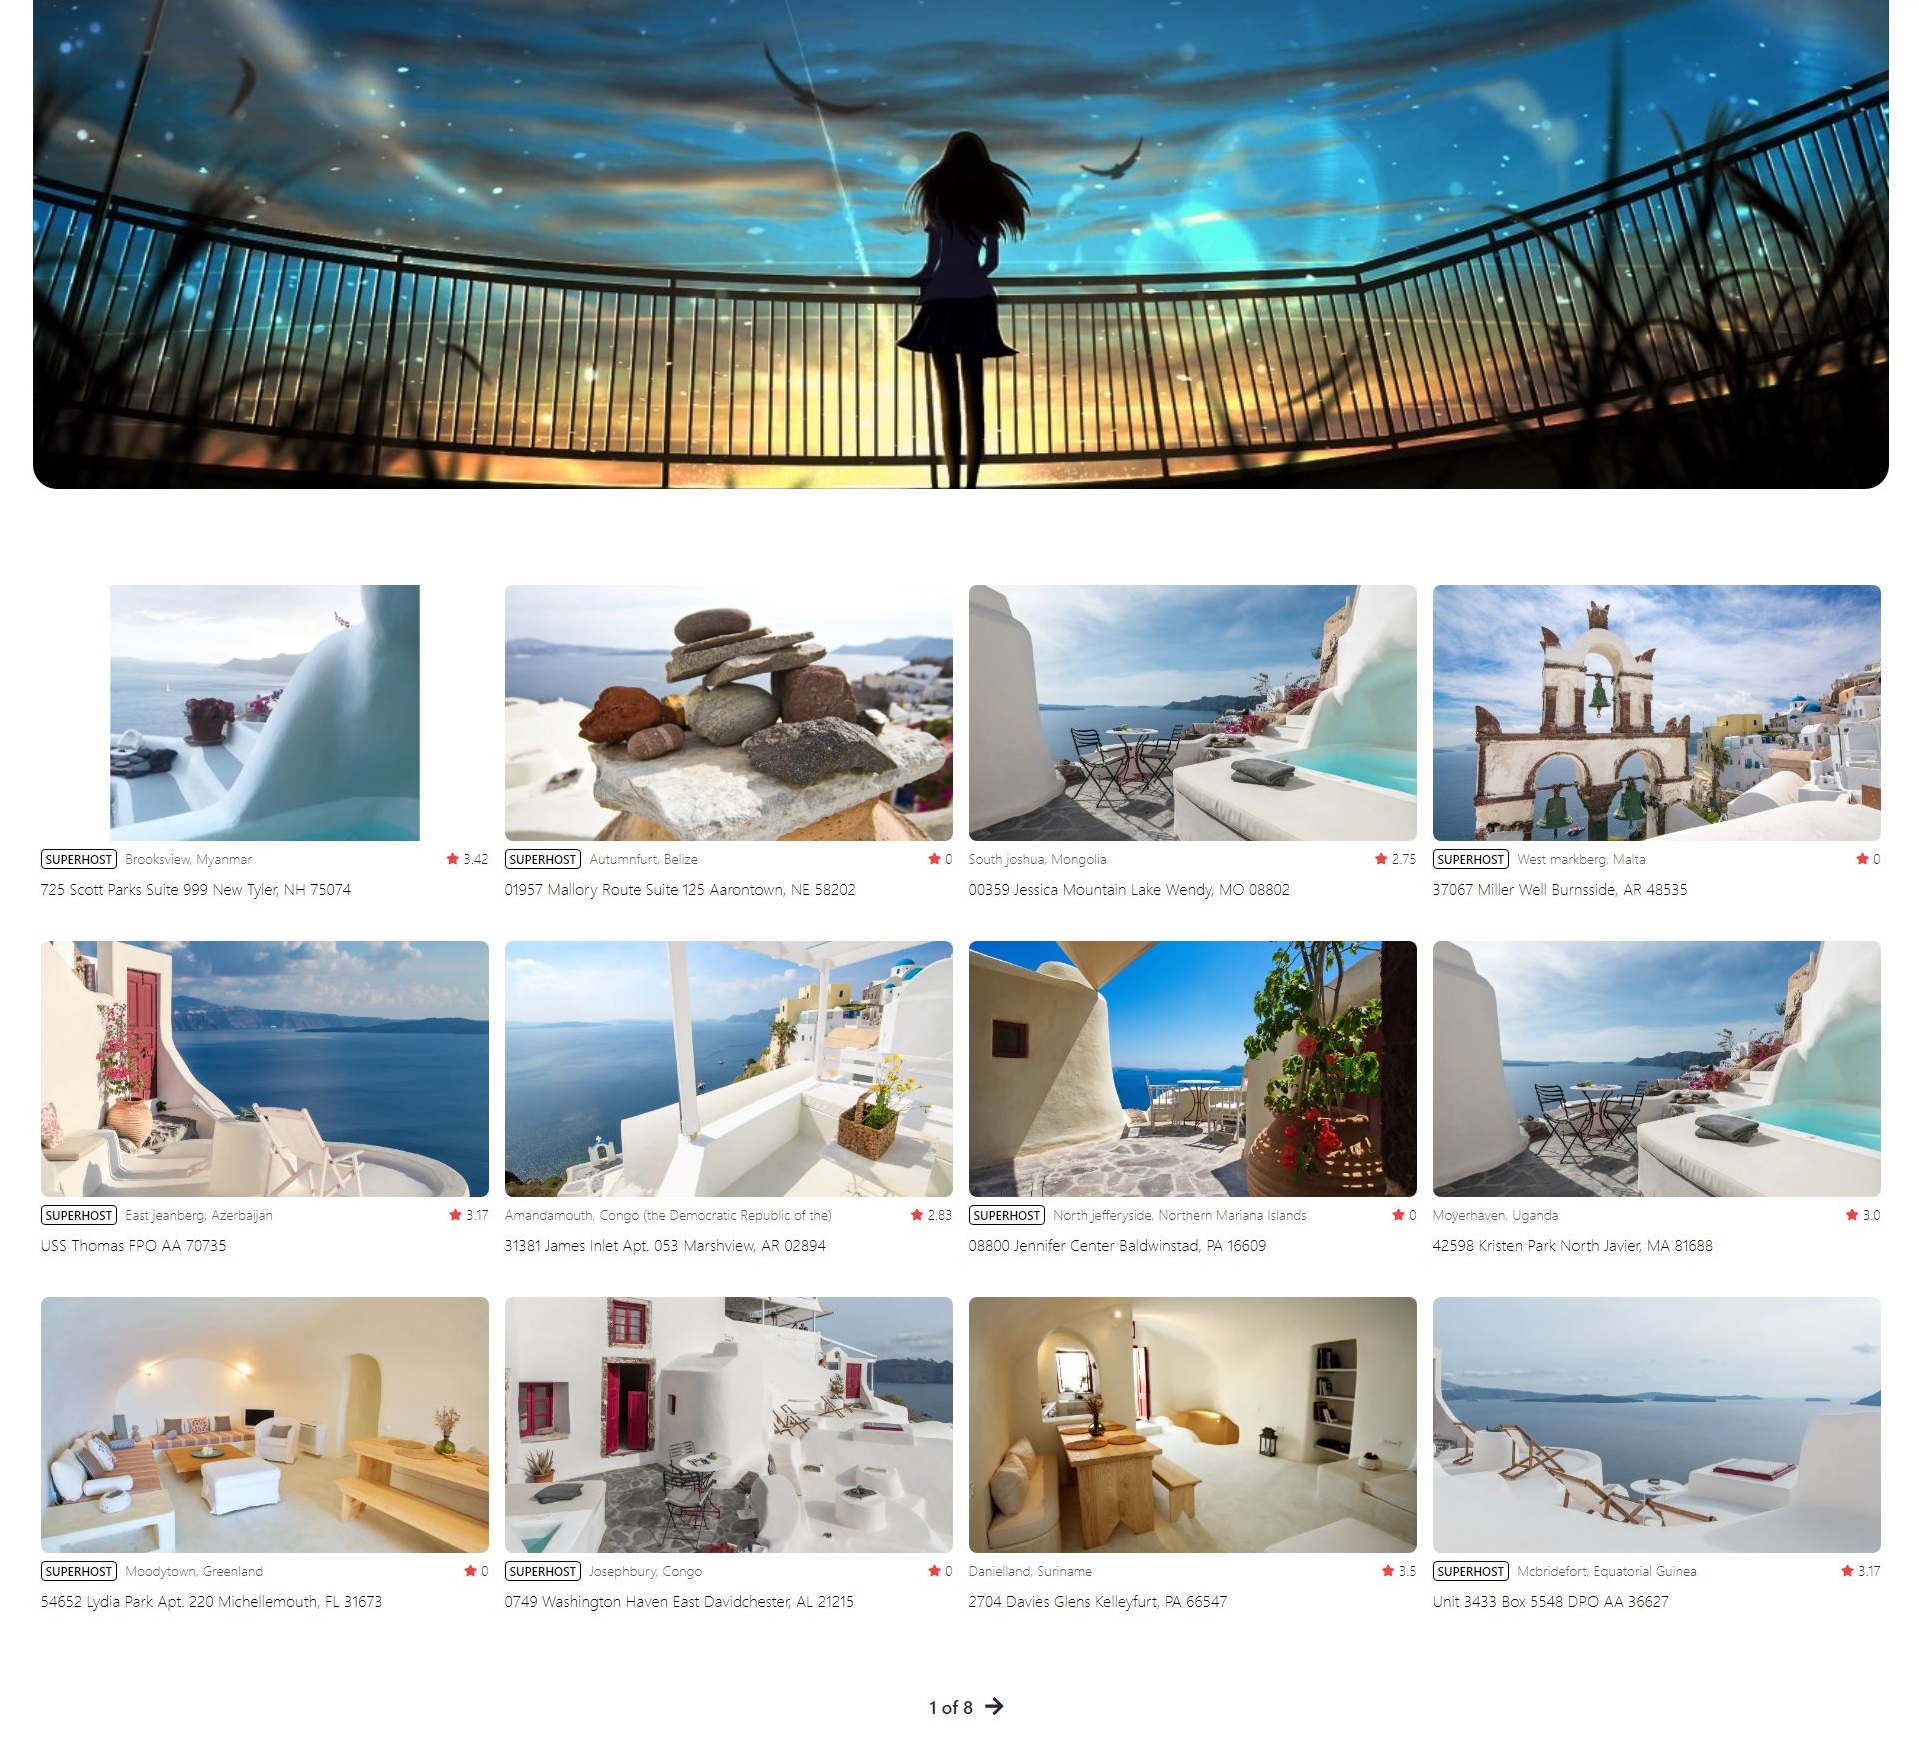 SUPERHOST Brooksview, Myanmar 3.42
725 Scott Parks Suite 999 New Tyler, NH 75074
SUPERHOST Autumnfurt, Belize 0
01957 Mallory Route Suite 125 Aarontown, NE 58202
South joshua, Mongolia 2.75
00359 Jessica Mountain Lake Wendy, MO 08802
SUPERHOST West markberg, Malta 0
37067 Miller Well Burnsside, AR 48535
SUPERHOST East jeanberg, Azerbaijan 3.17
USS Thomas FPO AA 70735
Amandamouth, Congo (the Democratic Republic of the) 2.83
31381 James Inlet Apt. 053 Marshview, AR 02894
SUPERHOST North jefferyside, Northern Mariana Islands 0
08800 Jennifer Center Baldwinstad, PA 16609
Moyerhaven, Uganda 3.0
42598 Kristen Park North Javier, MA 81688
SUPERHOST Moodytown, Greenland 0
54652 Lydia Park Apt. 220 Michellemouth, FL 31673
SUPERHOST Josephbury, Congo 0
0749 Washington Haven East Davidchester, AL 21215
Danielland, Suriname 3.5
2704 Davies Glens Kelleyfurt, PA 66547
SUPERHOST Mcbridefort, Equatorial Guinea 3.17
Unit 3433 Box 5548 DPO AA 36627
1 of 8